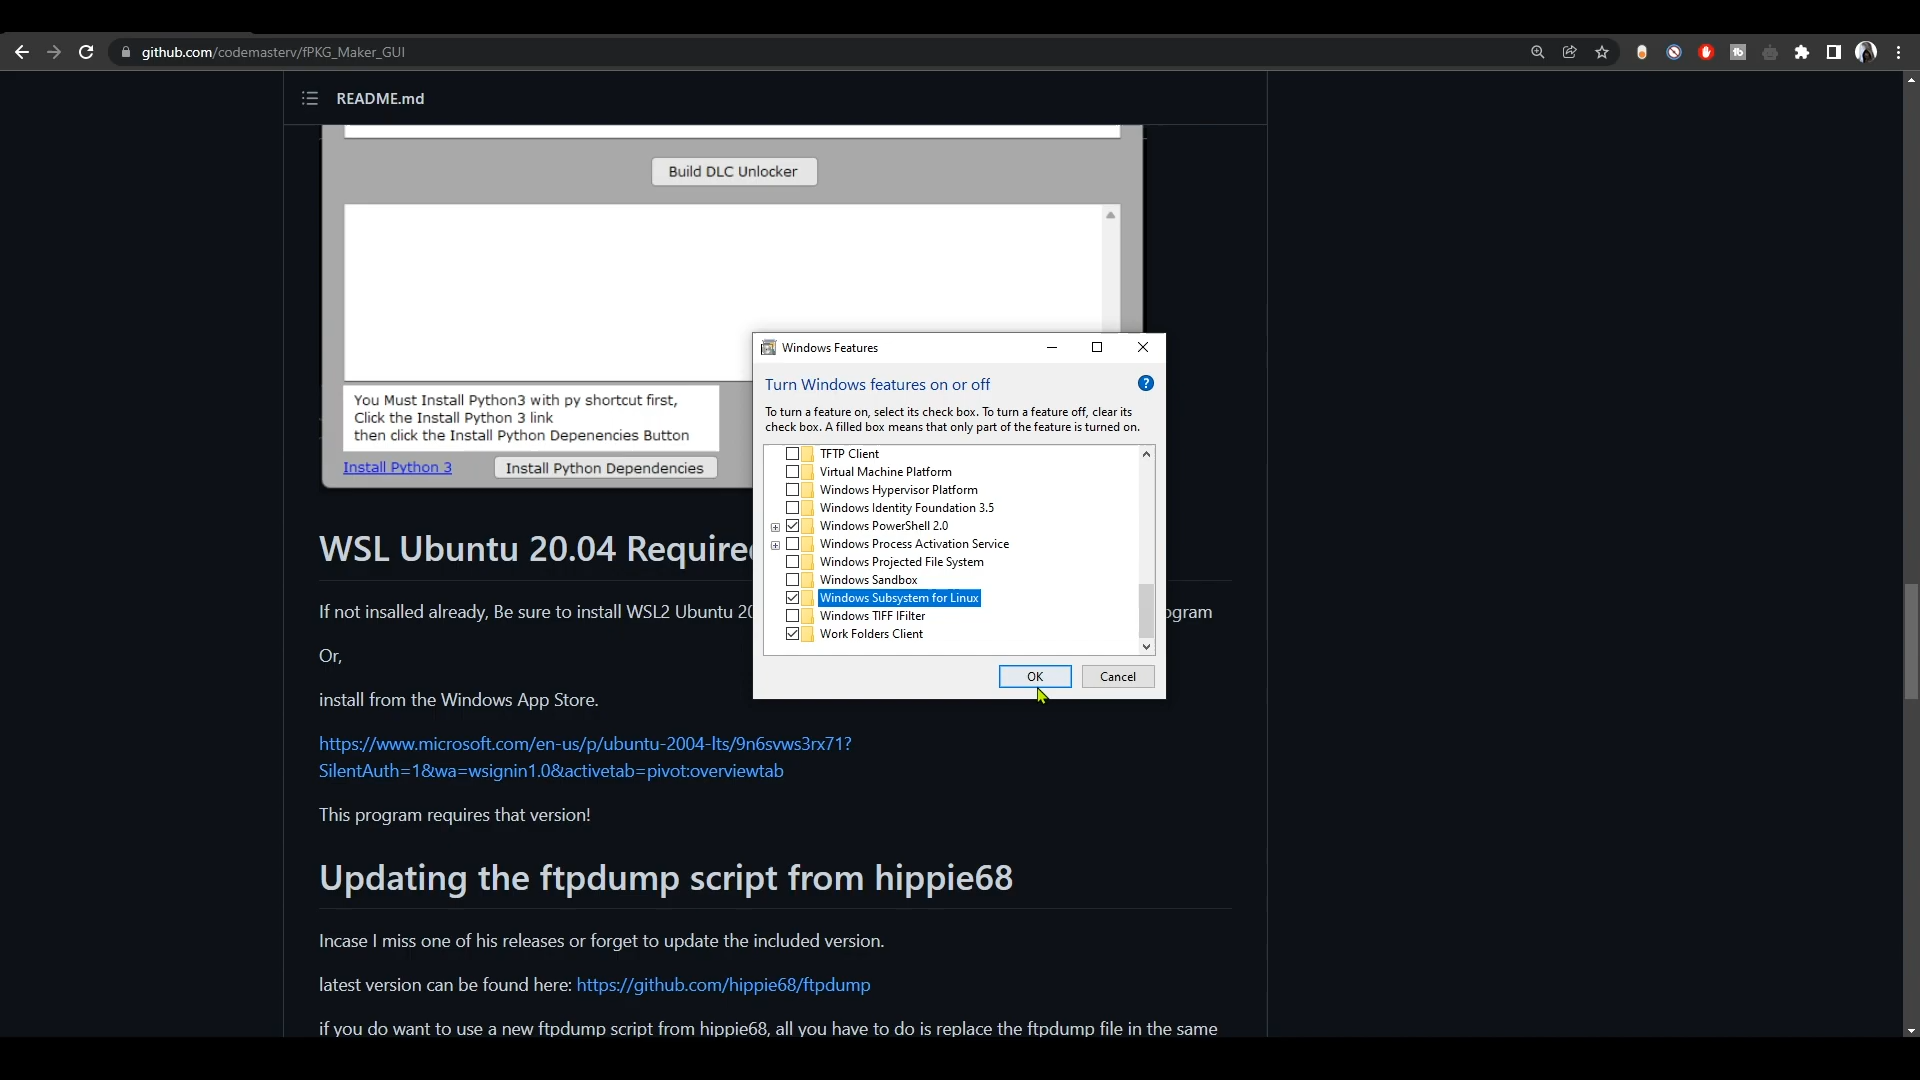 github.com/codemasterv/fPKG_Maker_GUI
README.md
Build DLC Unlocker
You Must Install Python3 with py shortcut first,
Click the Install Python 3 link
then click the Install Python Depenencies Button
Install Python 3
Install Python Dependencies
Windows Features
Turn Windows features on or off
?
To turn a feature on, select its check box. To turn a feature off, clear its
check box. A filled box means that only part of the feature is turned on.
TFTP Client
Virtual Machine Platform
Windows Hypervisor Platform
Windows Identity Foundation 3.5
Windows PowerShell 2.0
Windows Process Activation Service
Windows Projected File System
Windows Sandbox
Windows Subsystem for Linux
Windows TIFF IFilter
Work Folders Client
OK
Cancel
WSL Ubuntu 20.04 Require
If not insalled already, Be sure to install WSL2 Ubuntu 20 ogram
Or,
install from the Windows App Store.
https://www.microsoft.com/en-us/p/ubuntu-2004-lts/9n6svws3rx71?
SilentAuth=1&wa=wsignin1.0&activetab=pivot:overviewtab
This program requires that version!
Updating the ftpdump script from hippie68
Incase I miss one of his releases or forget to update the included version.
latest version can be found here: https://github.com/hippie68/ftpdump
if you do want to use a new ftpdump script from hippie68, all you have to do is replace the ftpdump file in the same